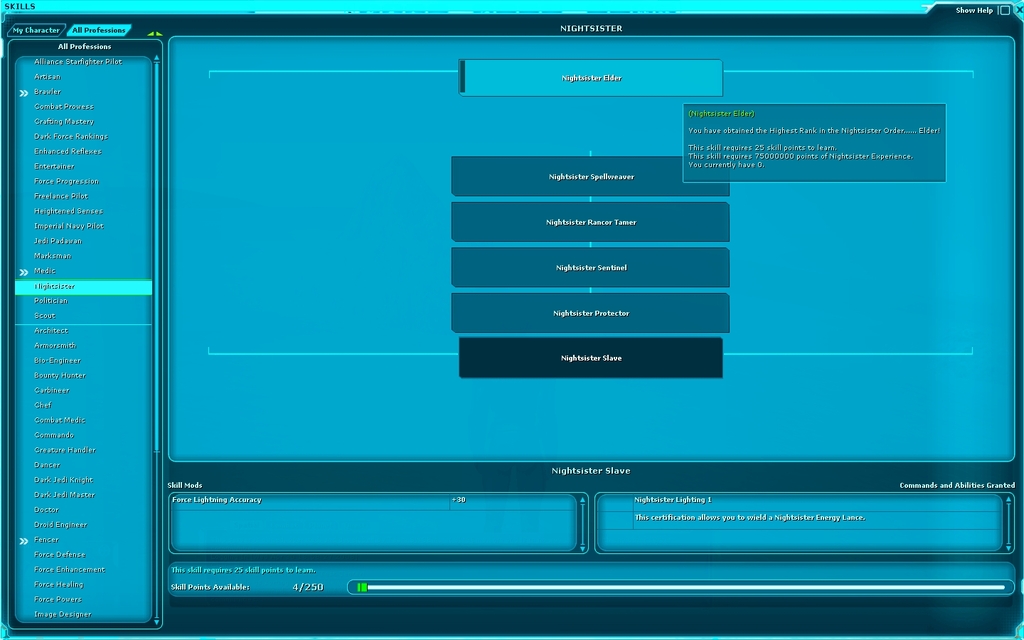 SKILLS
Show Help
My Character
All Professions
NIGHTSISTER
All Professions
Alliance Starfighter Pilot
Artisan
Brawler
Combat Prowess
Crafting Mastery
Dark Force Rankings
Enhanced Reflexes
Entertainer
Force Progression
Freelance Pilot
Heightened Senses
Imperial Navy Pilot
Jedi Padawan
Marksman
Medic
Nightsister
Politician
Scout
Architect
Armorsmith
Bio-Engineer
Bounty Hunter
Carbineer
Chef
Combat Medic
Commando
Creature Handler
Dancer
Dark Jedi Knight
Dark Jedi Master
Doctor
Droid Engineer
Fencer
Force Defense
Force Enhancement
Force Healing
Force Powers
Image Designer
Nightsister Elder
(Nightsister Elder)
You have obtained the Highest Rank in the Nightsister Order...... Elder!
This skill requires 25 skill points to learn.
This skill requires 75000000 points of Nightsister Experience.
You currently have 0.
Nightsister Spellweaver
Nightsister Rancor Tamer
Nightsister Sentinel
Nightsister Protector
Nightsister Slave
Nightsister Slave
Skill Mods
Commands and Abilities Granted
Force Lightning Accuracy +30
Nightsister Lighting 1
This certification allows you to wield a Nightsister Energy Lance.
This skill requires 25 skill points to learn.
Skill Points Available: 4/250